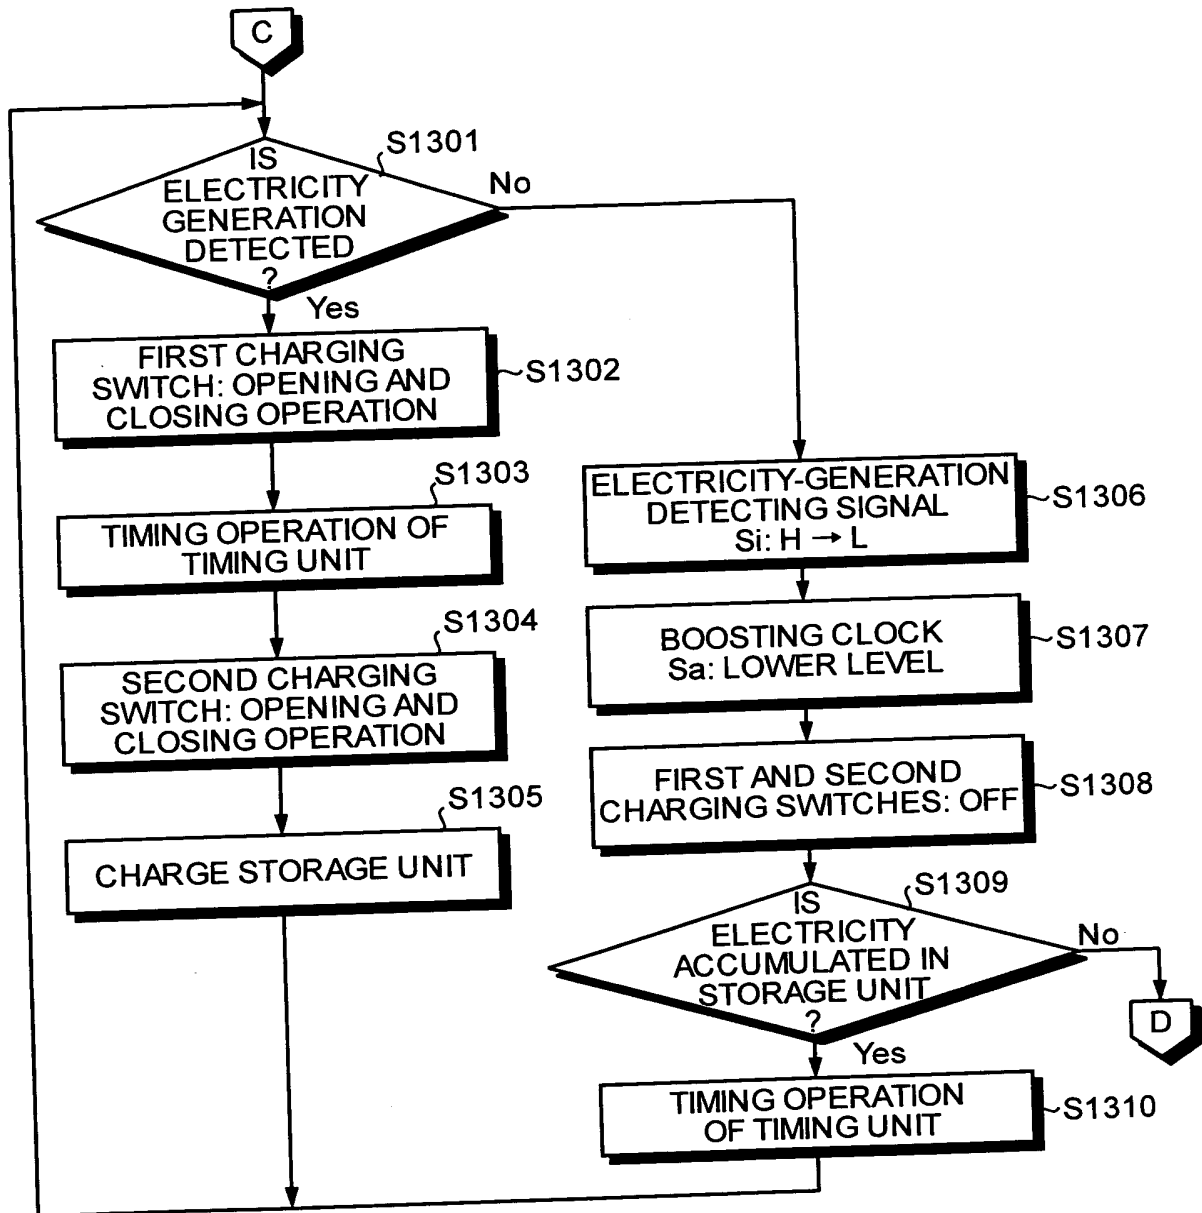 C
S1301
IS
ELECTRICITY
GENERATION
DETECTED
?
No
Yes
FIRST CHARGING
SWITCH: OPENING AND
CLOSING OPERATION
S1302
S1303
TIMING OPERATION OF
TIMING UNIT
S1304
SECOND CHARGING
SWITCH: OPENING AND
CLOSING OPERATION
S1305
CHARGE STORAGE UNIT
ELECTRICITY-GENERATION
DETECTING SIGNAL
Si: H → L
S1306
BOOSTING CLOCK
Sa: LOWER LEVEL
S1307
FIRST AND SECOND
CHARGING SWITCHES: OFF
S1308
S1309
IS
ELECTRICITY
ACCUMULATED IN
STORAGE UNIT
?
No
D
Yes
TIMING OPERATION
OF TIMING UNIT
S1310